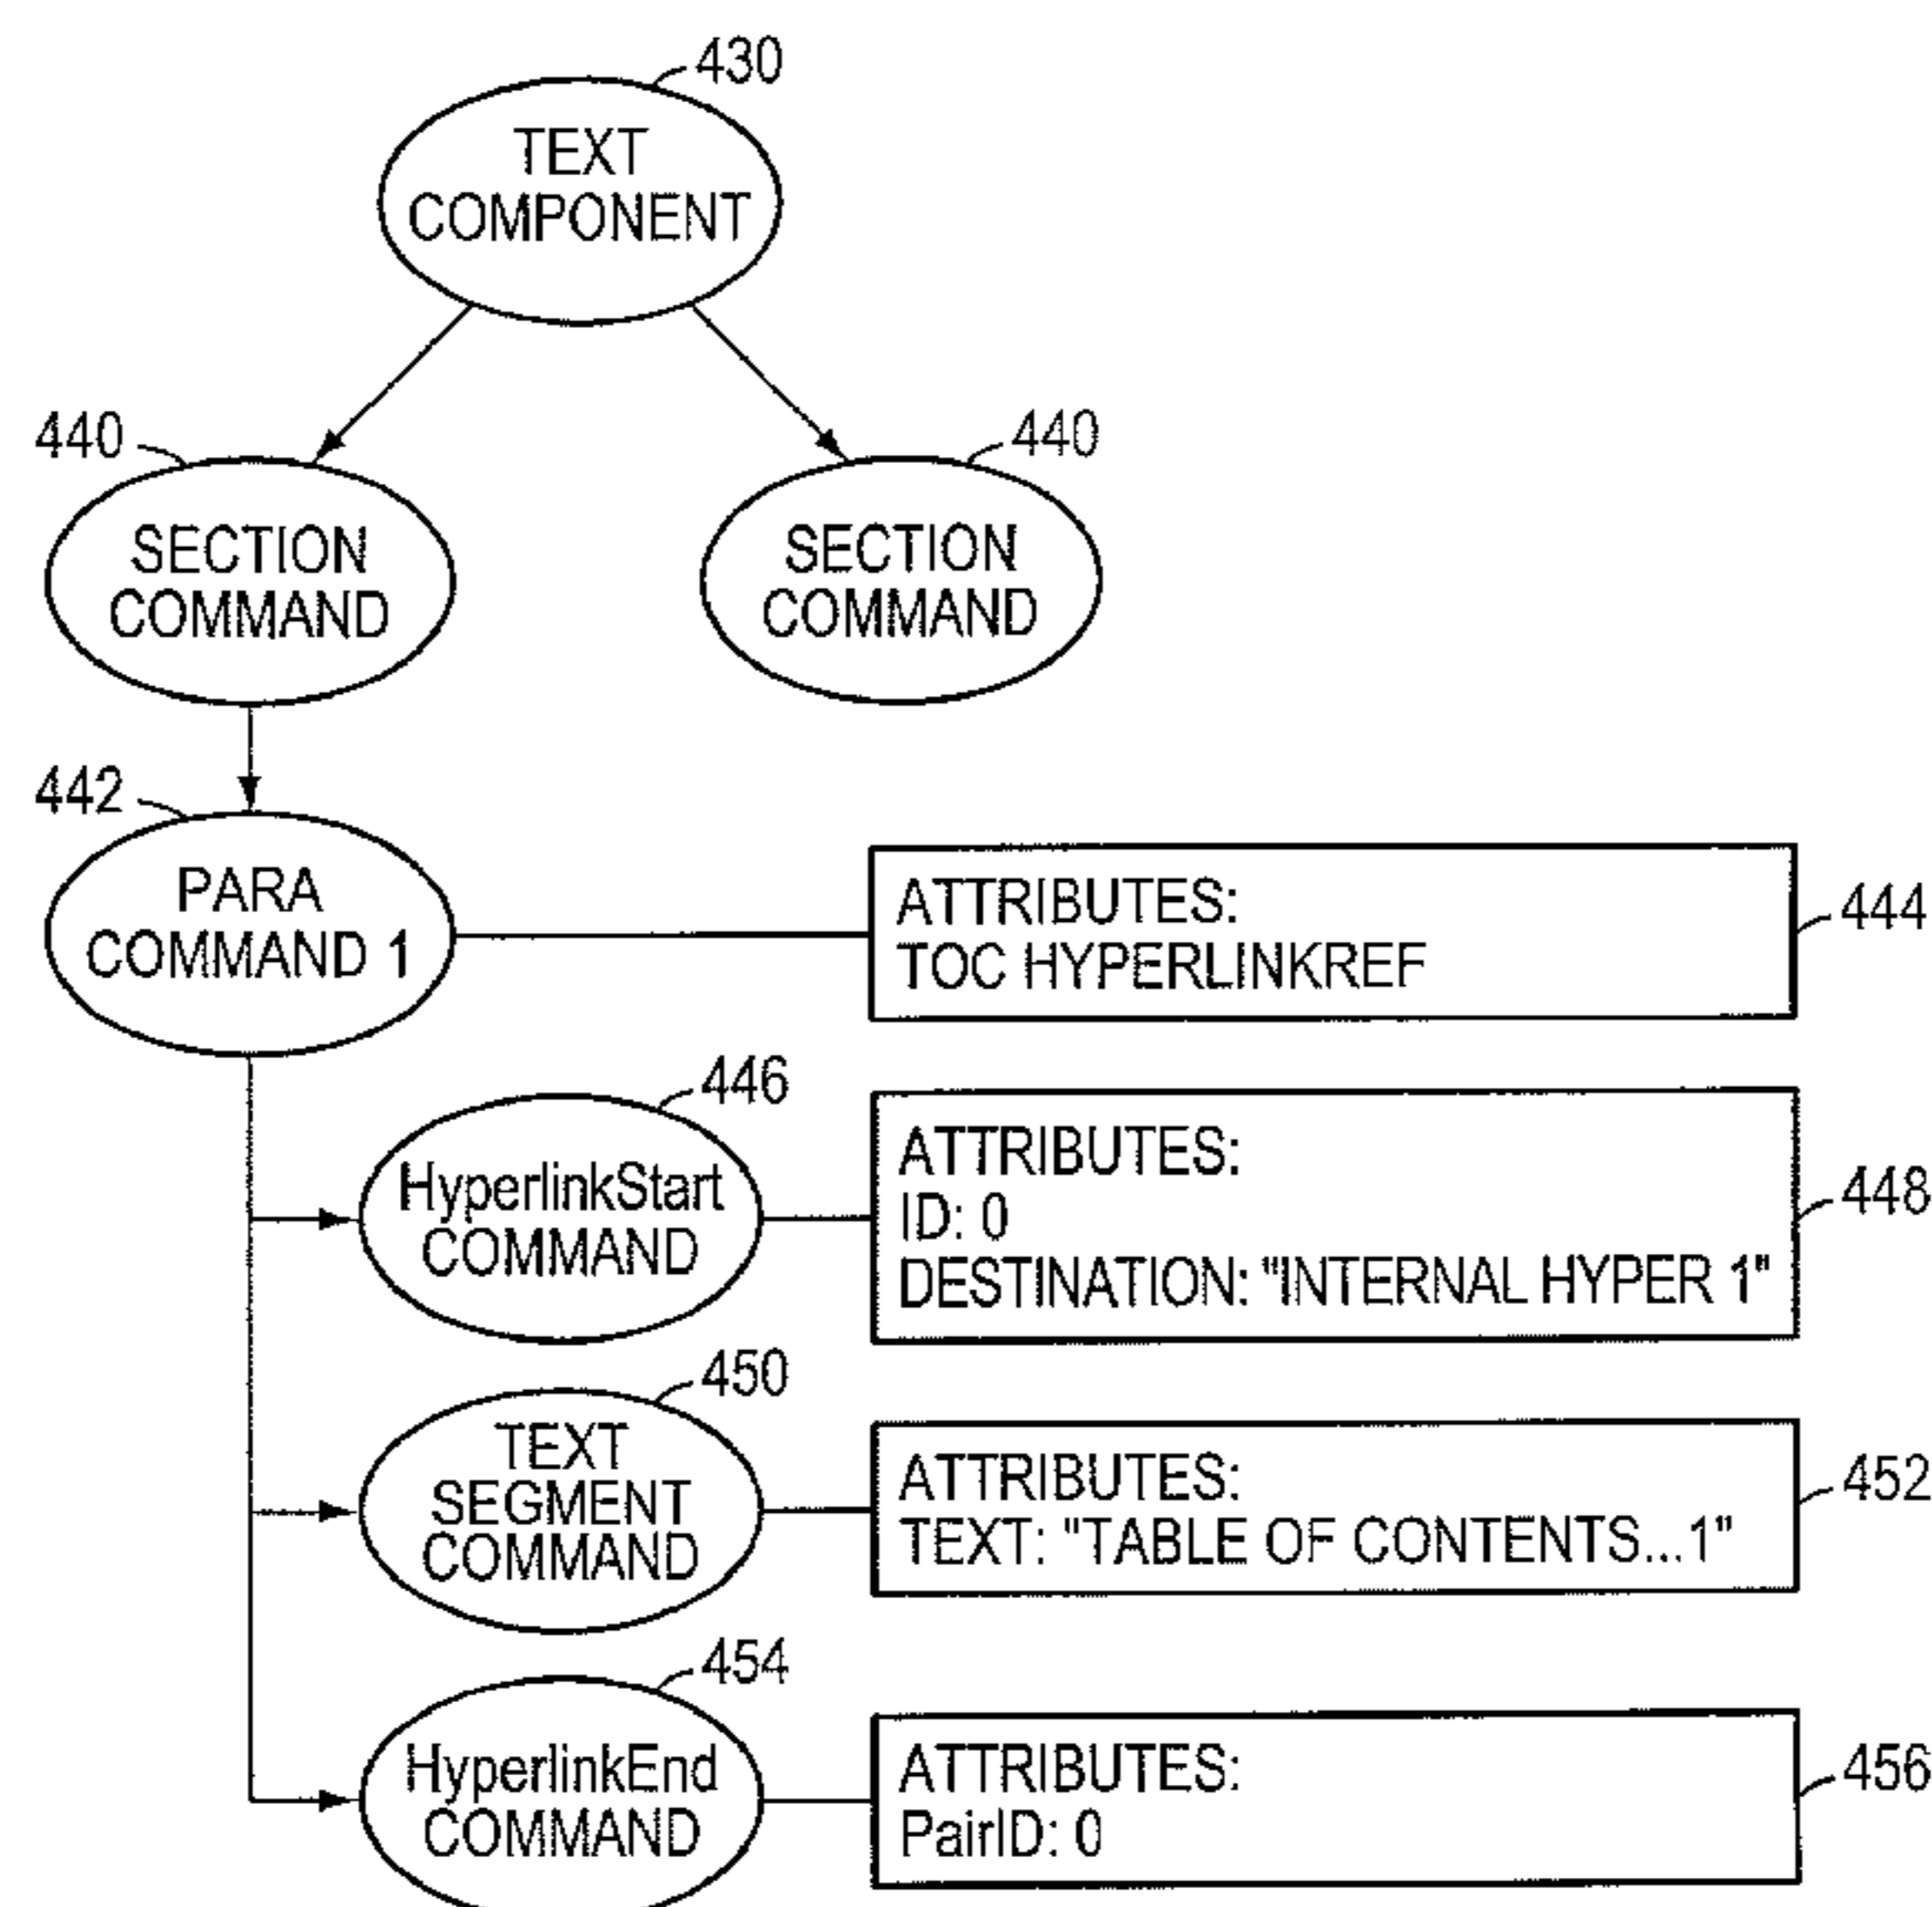 430
TEXT
COMPONENT
440
440
SECTION
COMMAND
SECTION
COMMAND
442
PARA
COMMAND 1
ATTRIBUTES:
TOC HYPERLINKREF
444
446
HyperlinkStart
COMMAND
ATTRIBUTES:
ID: 0
DESTINATION: "INTERNAL HYPER 1"
448
450
TEXT
SEGMENT
COMMAND
ATTRIBUTES:
TEXT: "TABLE OF CONTENTS...1"
452
454
HyperlinkEnd
COMMAND
ATTRIBUTES:
PairID: 0
456